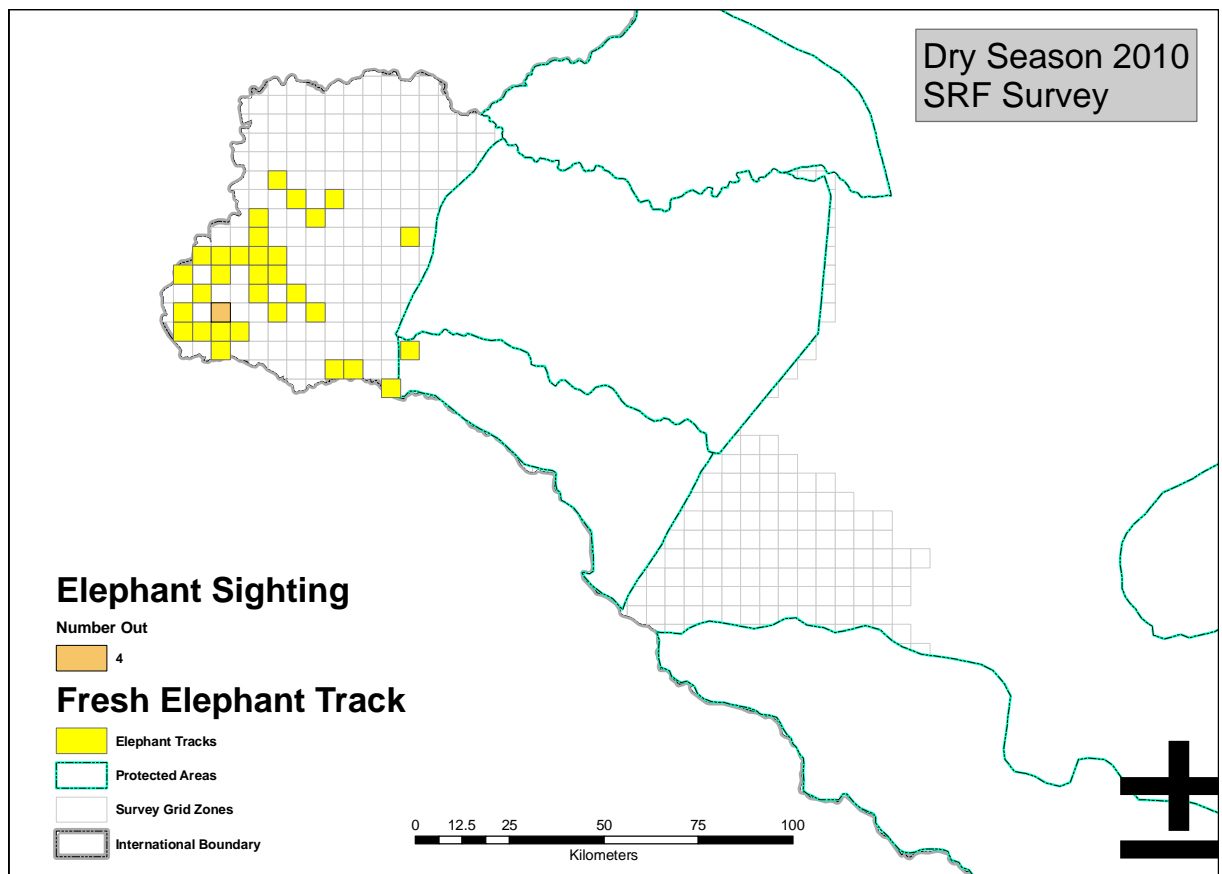 Dry Season 2010
SRF Survey
Elephant Sighting
Number Out
4
Fresh Elephant Track
Elephant Tracks
Protected Areas
Survey Grid Zones
International Boundary
0 12.5 25 50 75 100
Kilometers